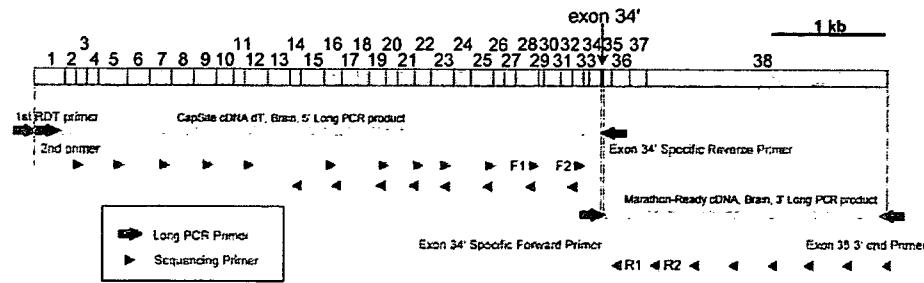 exon 34'
1 kb
3 11 14 16 18 20 22 24 26 28 30 32 34 35 37
1 2 4 5 6 7 8 9 10 12 13 15 17 19 21 23 25 27 29 31 33 36 38
1st RDT primer
CapSite cDNA dT, Brain, 5' Long PCR product
2nd primer
F1 F2
Exon 34' Specific Reverse Primer
Marathon-Ready cDNA, Brain, 3' Long PCR product
Long PCR Primer
Sequencing Primer
Exon 34' Specific Forward Primer
Exon 38 3' end Primer
R1 R2